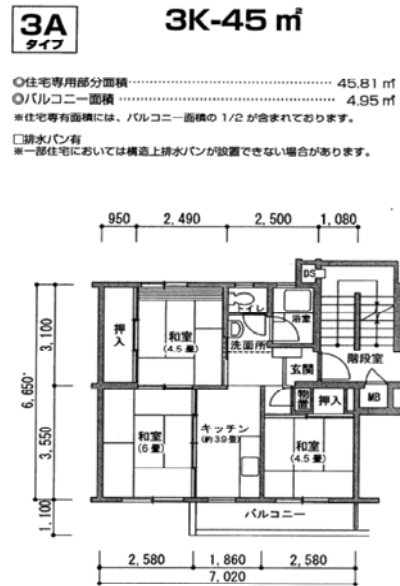 3A
タイプ
3K-45 ㎡
◎住宅専用部分面積 45.81 ㎡
◎バルコニー面積 4.95 ㎡
※住宅専有面積には、バルコニー面積の 1/2 が含まれております。
□排水パン有
※一部住宅においては構造上排水パンが設置できない場合があります。
950 2,490 2,500 1,080
DS
トイレ
浴室
押入
和室
(4.5 畳)
洗面所
階段室
玄関
物置
押入
MB
和室
(6 畳)
キッチン
(約3.9 畳)
和室
(4.5 畳)
バルコニー
3,100
6,650
3,550
1,100
2,580 1,860 2,580
7,020